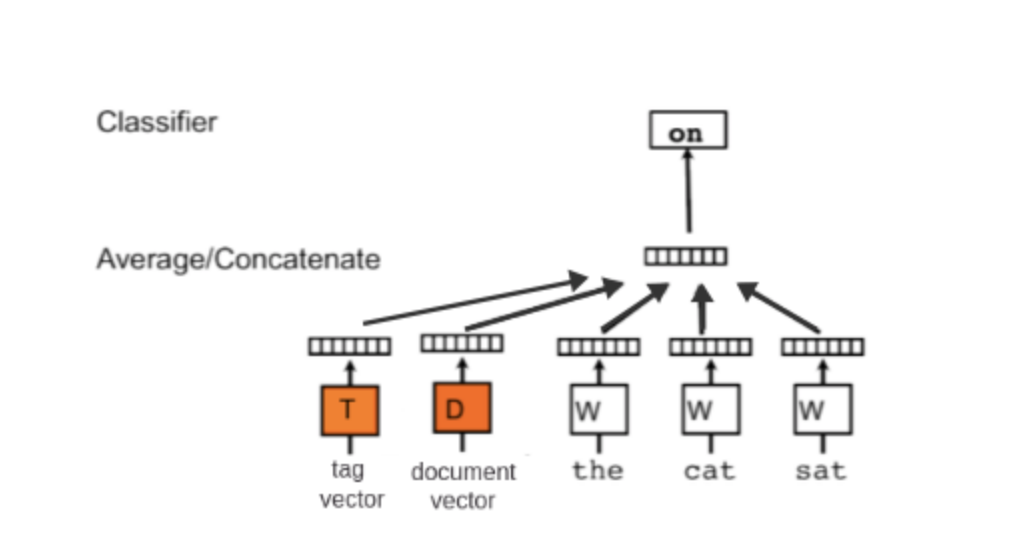 Classifier
on
Average/Concatenate
T D W W W
tag document the cat sat
vector vector